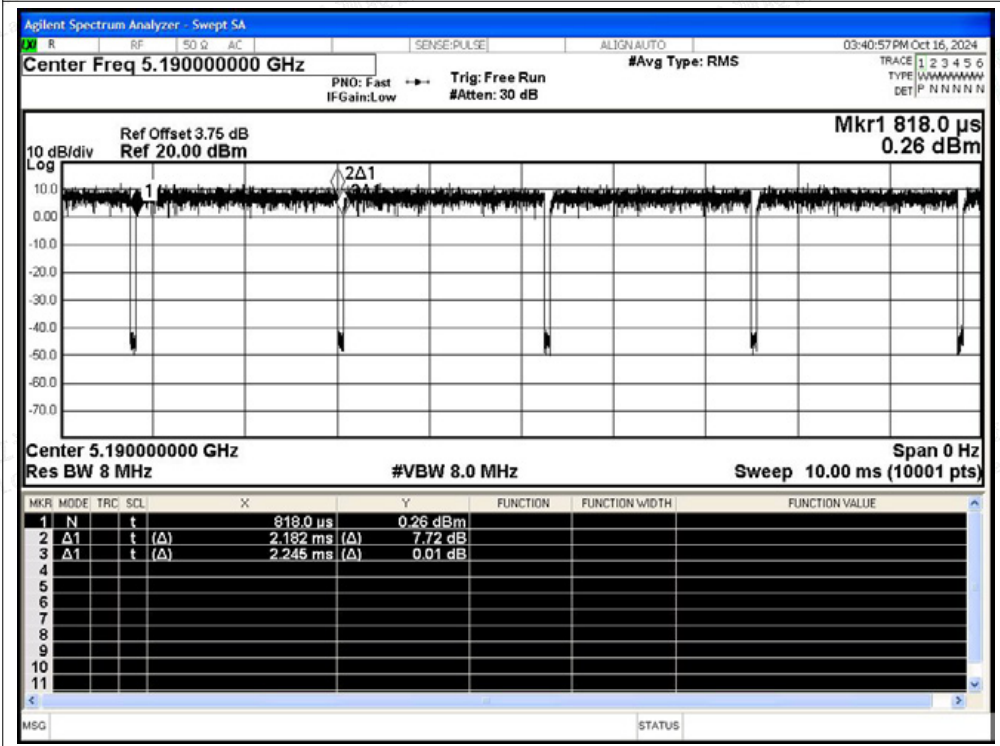 Agilent Spectrum Analyzer - Swept SA
LXI R RF 50 Ω AC SENSE:PULSE ALIGN AUTO 03:40:57 PM Oct 16, 2024
Center Freq 5.190000000 GHz #Avg Type: RMS TRACE 1 2 3 4 5 6
PNO: Fast Trig: Free Run TYPE WWWWWW
IFGain:Low #Atten: 30 dB DET P N N N N N
Mkr1 818.0 µs
0.26 dBm
Ref Offset 3.75 dB
10 dB/div Ref 20.00 dBm
Log
2Δ1
10.0
1
0.00
-10.0
-20.0
-30.0
-40.0
-50.0
-60.0
-70.0
Center 5.190000000 GHz Span 0 Hz
Res BW 8 MHz #VBW 8.0 MHz Sweep 10.00 ms (10001 pts)
MKR MODE TRC SCL X Y FUNCTION FUNCTION WIDTH FUNCTION VALUE
1 N t 818.0 µs 0.26 dBm
2 Δ1 t (Δ) 2.182 ms (Δ) 7.72 dB
3 Δ1 t (Δ) 2.245 ms (Δ) 0.01 dB
4
5
6
7
8
9
10
11
MSG STATUS